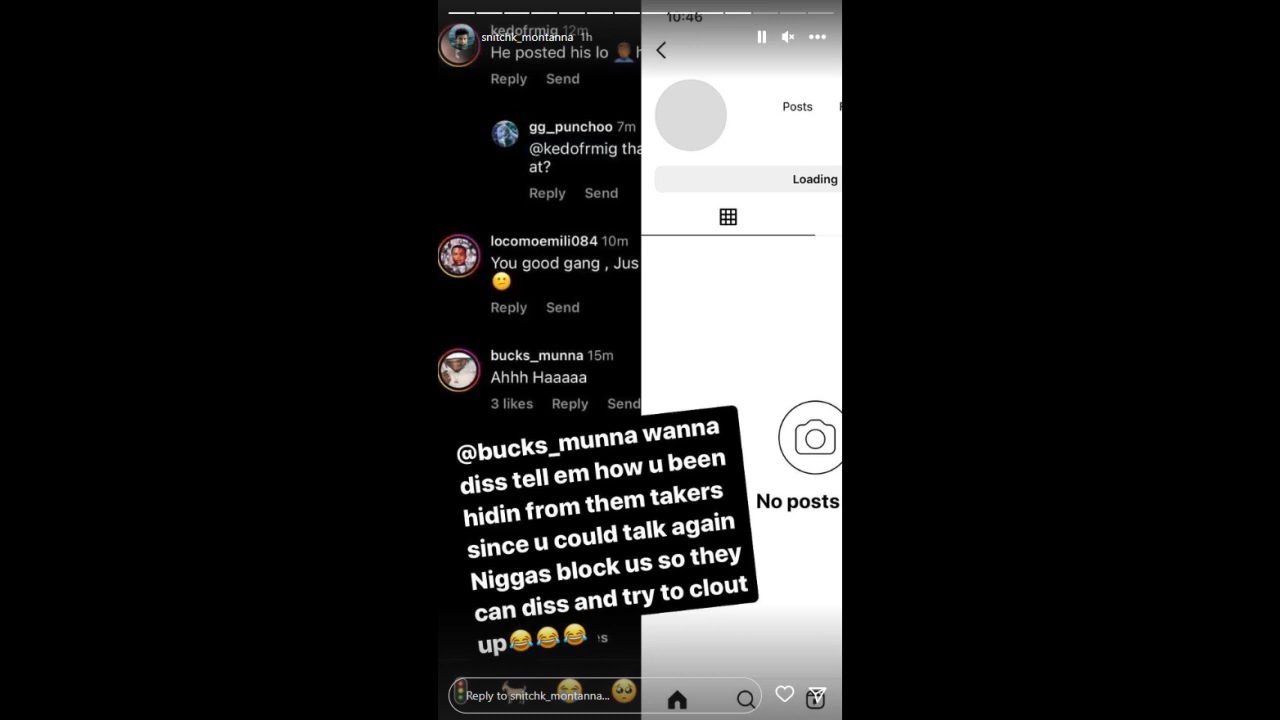 10:46
kedofrmig 12m
snitchk_montanna 1h
He posted his lo
Reply Send
Posts
gg_punchoo 7m
@kedofrmig tha
at?
Reply Send
Loading
locomoemili084 10m
You good gang , Jus
😕
Reply Send
bucks_munna 15m
Ahhh Haaaaa
3 likes Reply Send
@bucks_munna wanna
diss tell em how u been
hidin from them takers
since u could talk again
Niggas block us so they
can diss and try to clout
up😂😂😂
No posts
Reply to snitchk_montanna...